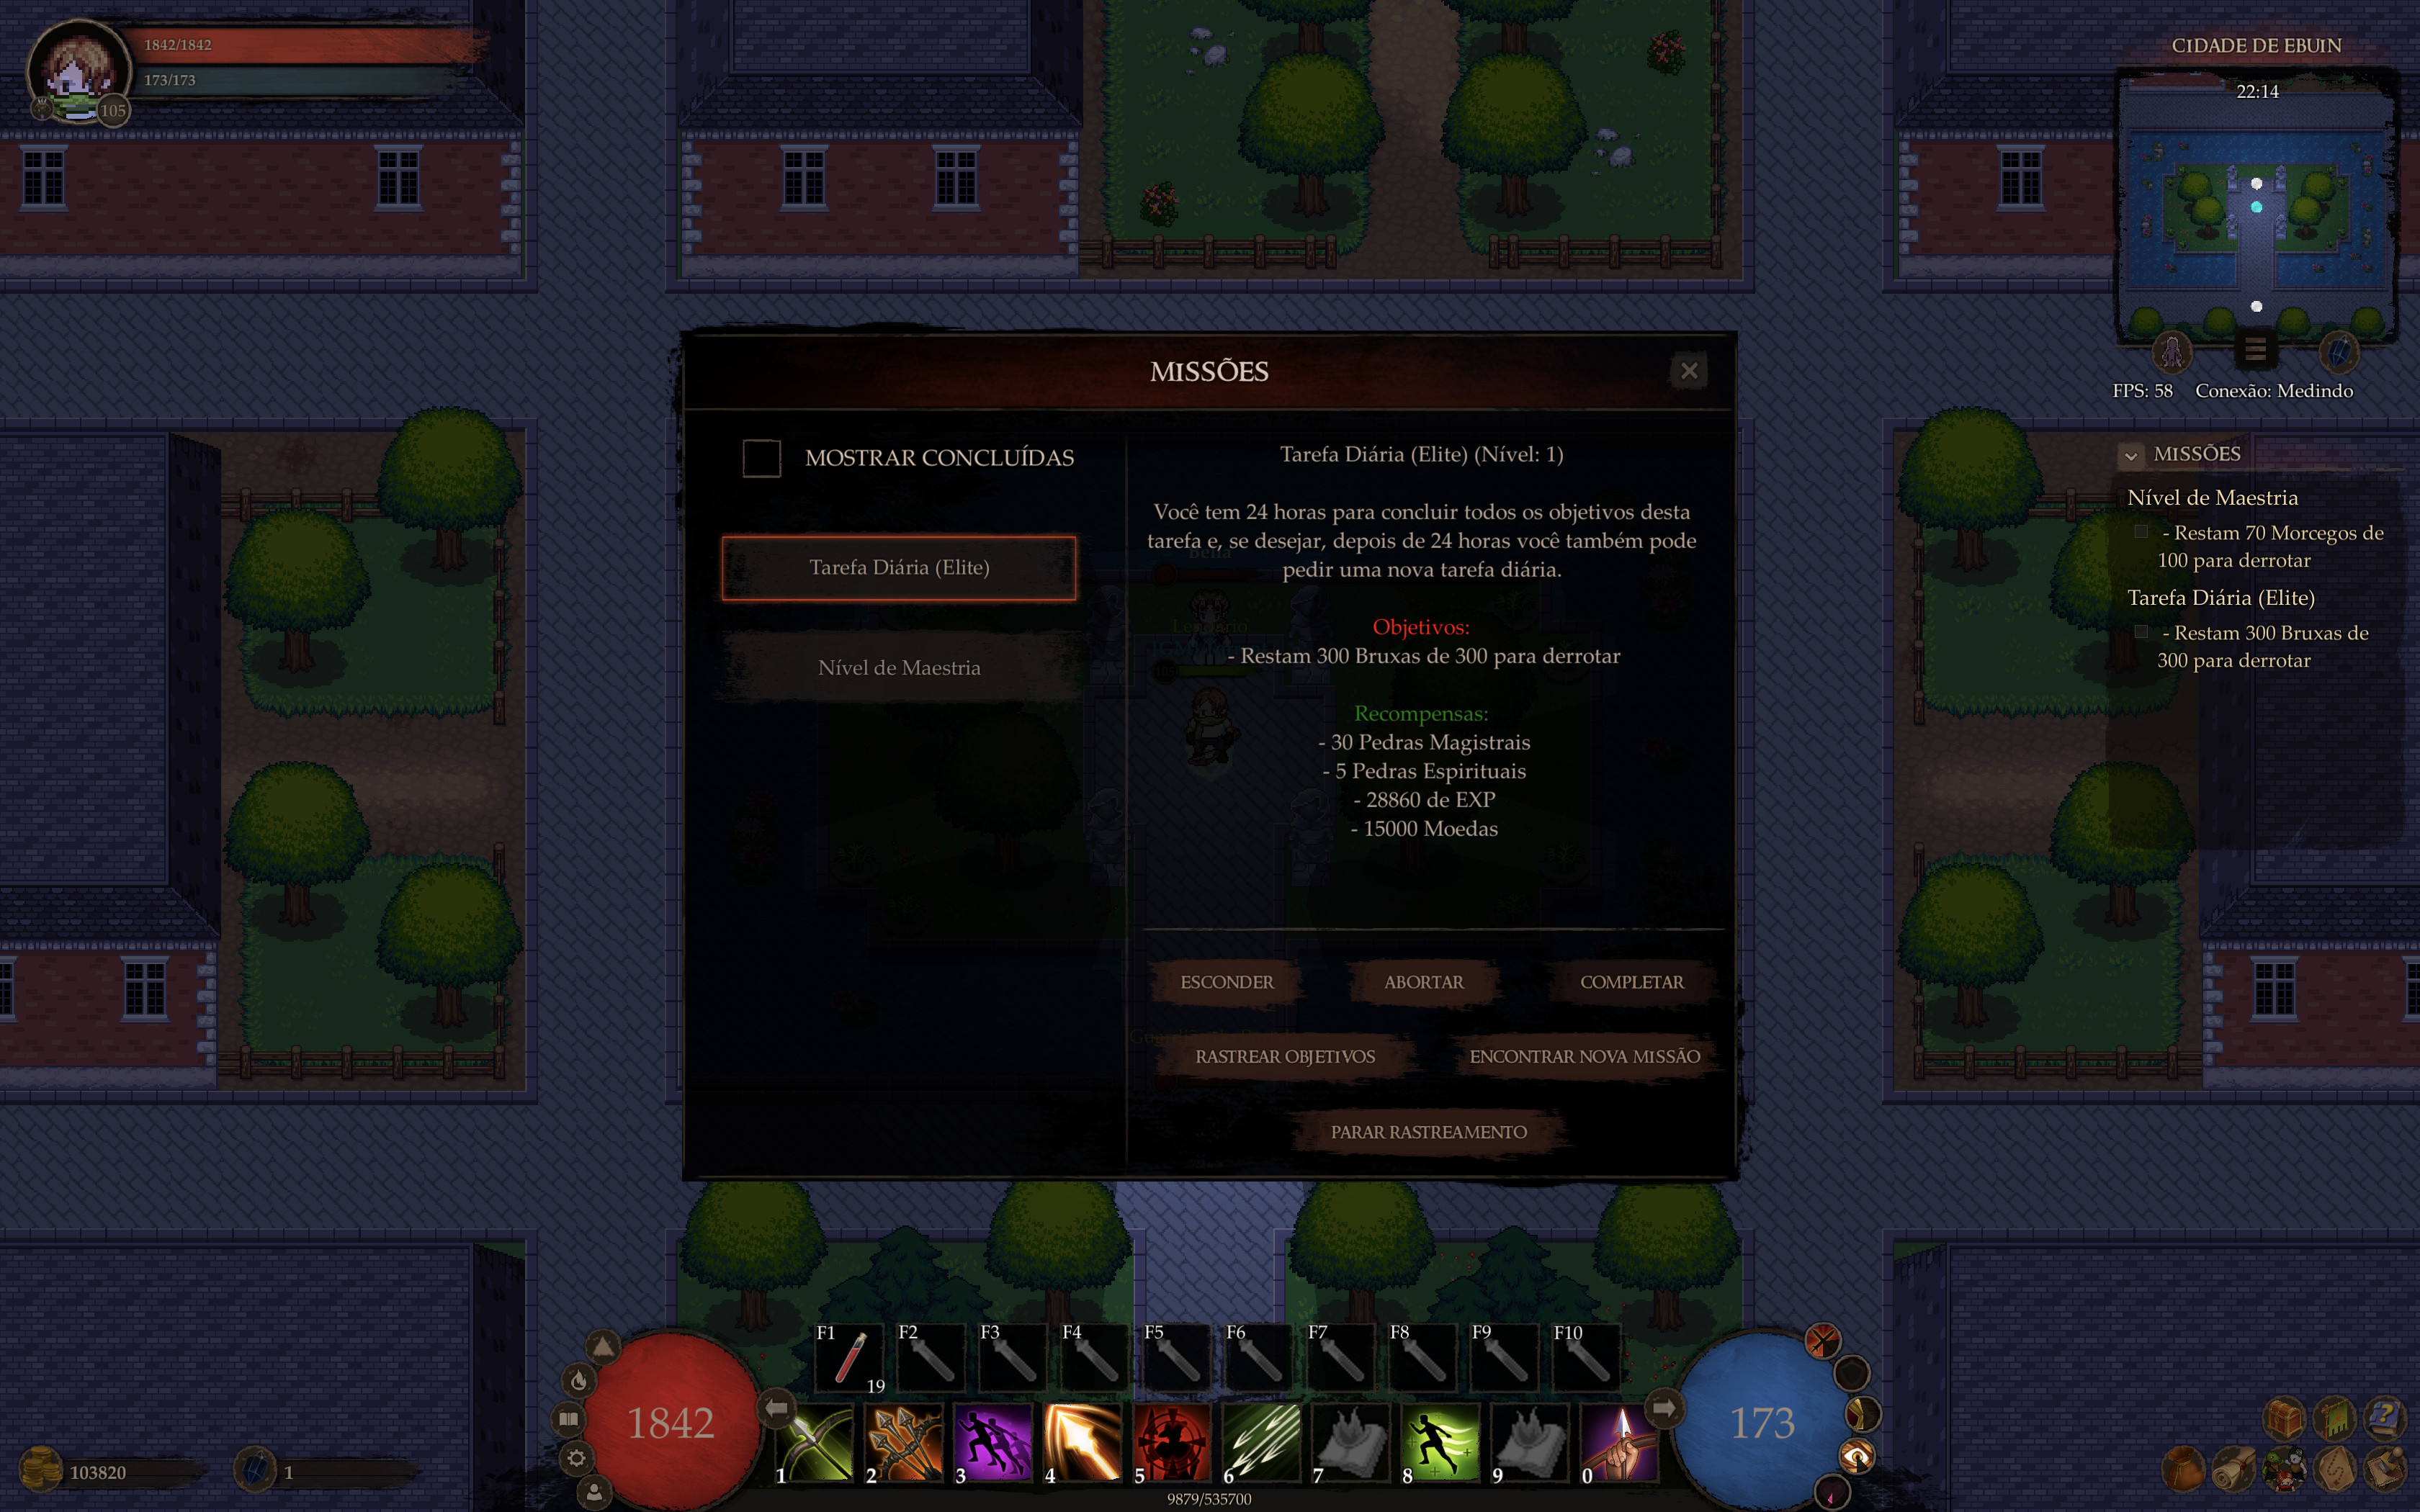 1842/1842
173/173
105
CIDADE DE EBUIN
22:14
FPS: 58 Conexão: Medindo
MISSÕES
Nível de Maestria
- Restam 70 Morcegos de
100 para derrotar
Tarefa Diária (Elite)
- Restam 300 Bruxas de
300 para derrotar
MISSÕES
MOSTRAR CONCLUÍDAS
Tarefa Diária (Elite)
Nível de Maestria
Tarefa Diária (Elite) (Nível: 1)
Você tem 24 horas para concluir todos os objetivos desta
tarefa e, se desejar, depois de 24 horas você também pode
pedir uma nova tarefa diária.
Objetivos:
- Restam 300 Bruxas de 300 para derrotar
Recompensas:
- 30 Pedras Magistrais
- 5 Pedras Espirituais
- 28860 de EXP
- 15000 Moedas
ESCONDER
ABORTAR
COMPLETAR
RASTREAR OBJETIVOS
ENCONTRAR NOVA MISSÃO
PARAR RASTREAMENTO
Bella
Lendário
F1 F2 F3 F4 F5 F6 F7 F8 F9 F10
19
1842
173
1 2 3 4 5 6 7 8 9 0
9879/535700
103820
1